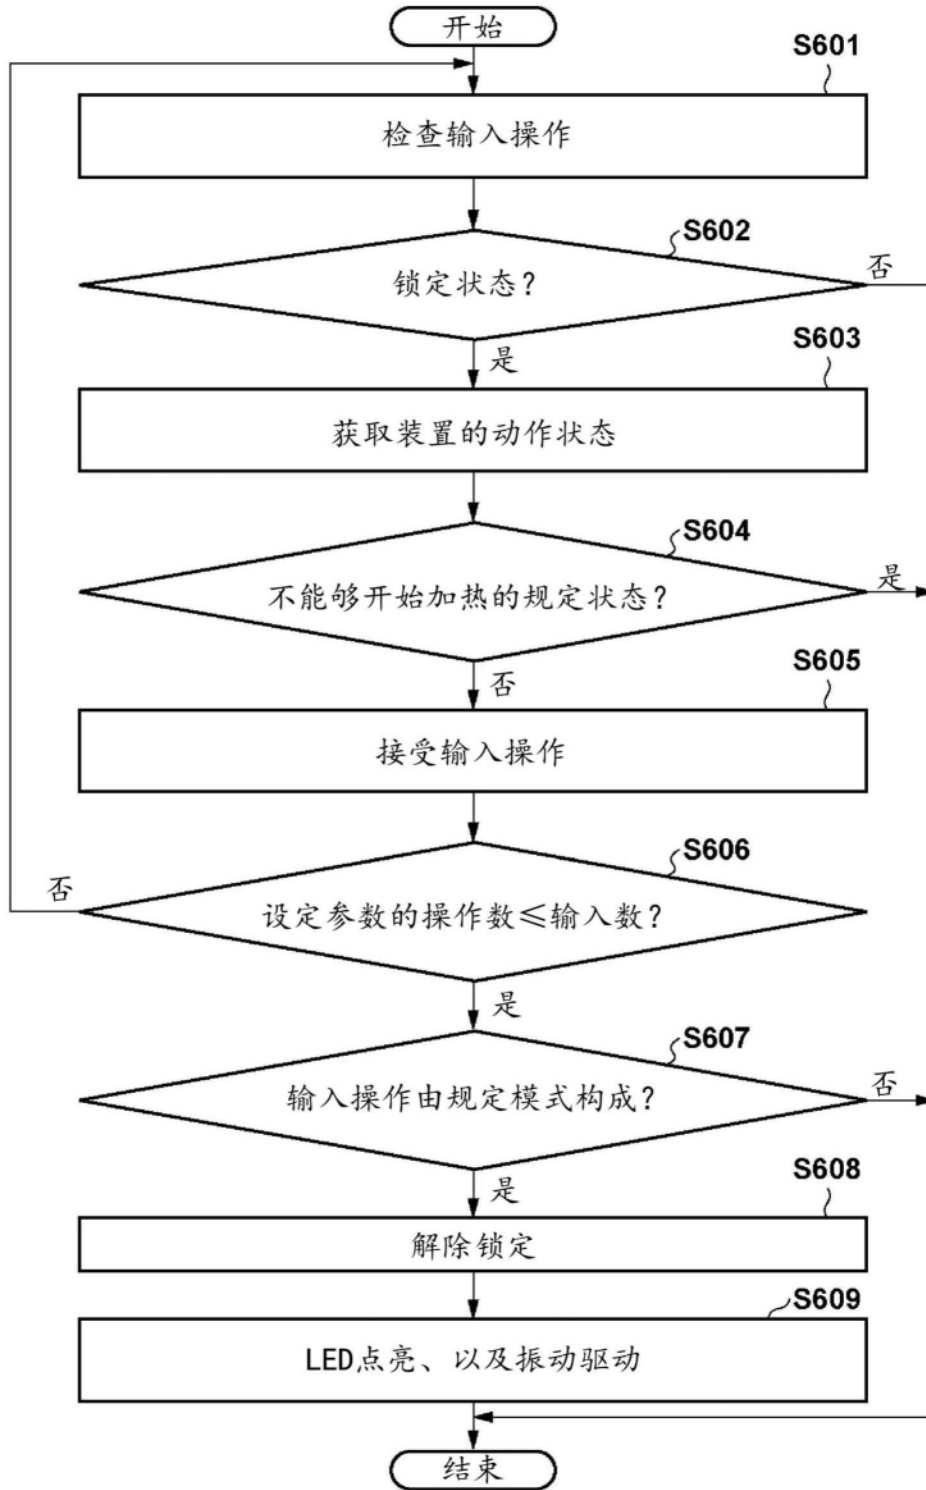 开始
S601
检查输入操作
S602
锁定状态？
否
是
S603
获取装置的动作状态
S604
不能够开始加热的规定状态？
是
否
S605
接受输入操作
S606
设定参数的操作数≤输入数？
否
是
S607
输入操作由规定模式构成？
否
是
S608
解除锁定
S609
LED点亮、以及振动驱动
结束